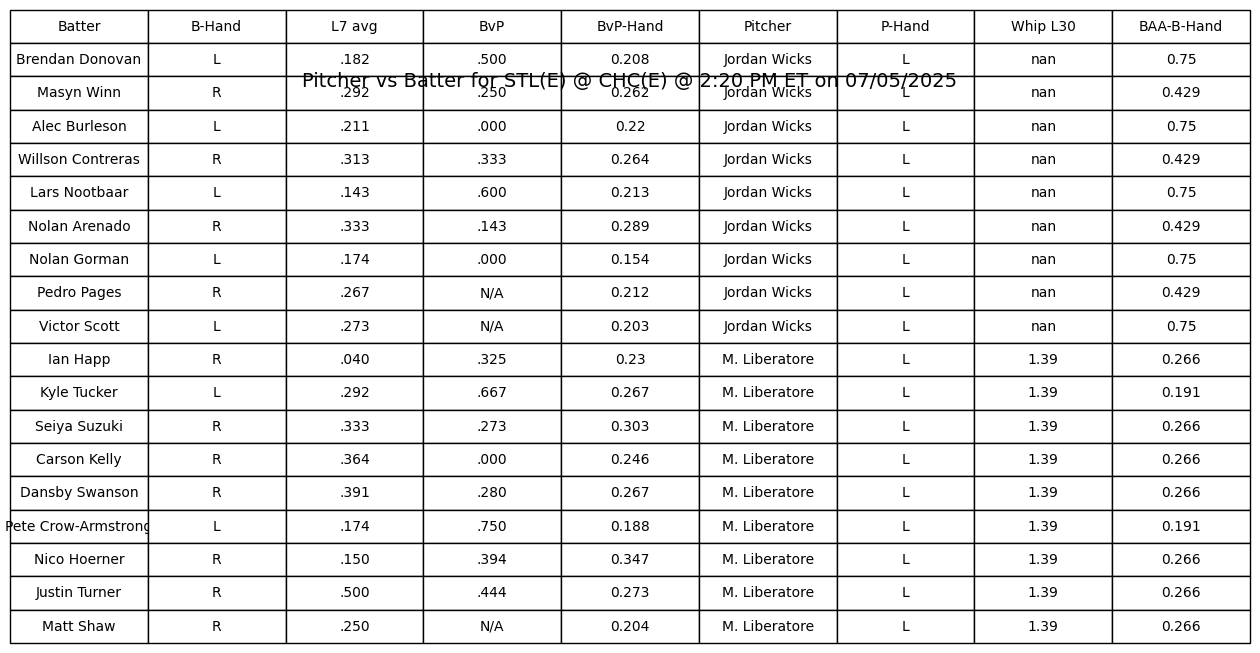 Batter B-Hand L7 avg BvP BvP-Hand Pitcher P-Hand Whip L30 BAA-B-Hand
Brendan Donovan L .182 .500 0.208 Jordan Wicks L nan 0.75
Pitcher vs Batter for STL(E) @ CHC(E) @ 2:20 PM ET on 07/05/2025
Masyn Winn R .292 .250 0.262 Jordan Wicks L nan 0.429
Alec Burleson L .211 .000 0.22 Jordan Wicks L nan 0.75
Willson Contreras R .313 .333 0.264 Jordan Wicks L nan 0.429
Lars Nootbaar L .143 .600 0.213 Jordan Wicks L nan 0.75
Nolan Arenado R .333 .143 0.289 Jordan Wicks L nan 0.429
Nolan Gorman L .174 .000 0.154 Jordan Wicks L nan 0.75
Pedro Pages R .267 N/A 0.212 Jordan Wicks L nan 0.429
Victor Scott L .273 N/A 0.203 Jordan Wicks L nan 0.75
Ian Happ R .040 .325 0.23 M. Liberatore L 1.39 0.266
Kyle Tucker L .292 .667 0.267 M. Liberatore L 1.39 0.191
Seiya Suzuki R .333 .273 0.303 M. Liberatore L 1.39 0.266
Carson Kelly R .364 .000 0.246 M. Liberatore L 1.39 0.266
Dansby Swanson R .391 .280 0.267 M. Liberatore L 1.39 0.266
Pete Crow-Armstrong L .174 .750 0.188 M. Liberatore L 1.39 0.191
Nico Hoerner R .150 .394 0.347 M. Liberatore L 1.39 0.266
Justin Turner R .500 .444 0.273 M. Liberatore L 1.39 0.266
Matt Shaw R .250 N/A 0.204 M. Liberatore L 1.39 0.266